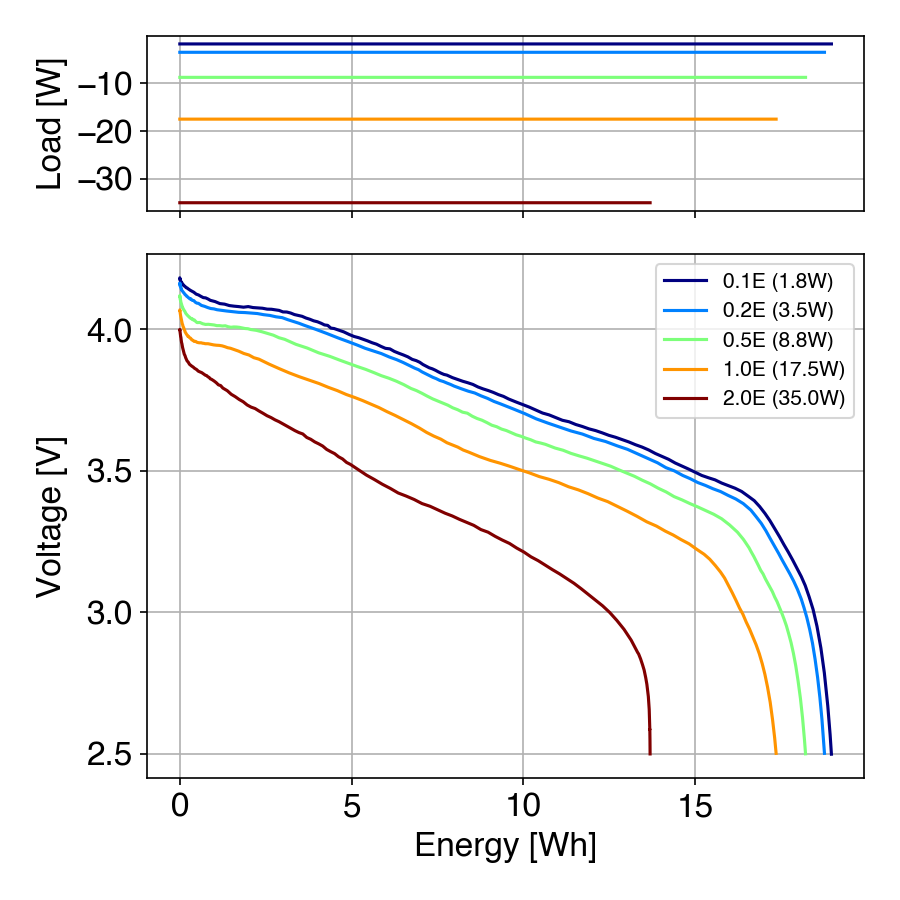 Load [W]
−10
−20
−30
Voltage [V]
4.0
3.5
3.0
2.5
0.1E (1.8W)
0.2E (3.5W)
0.5E (8.8W)
1.0E (17.5W)
2.0E (35.0W)
0 5 10 15
Energy [Wh]